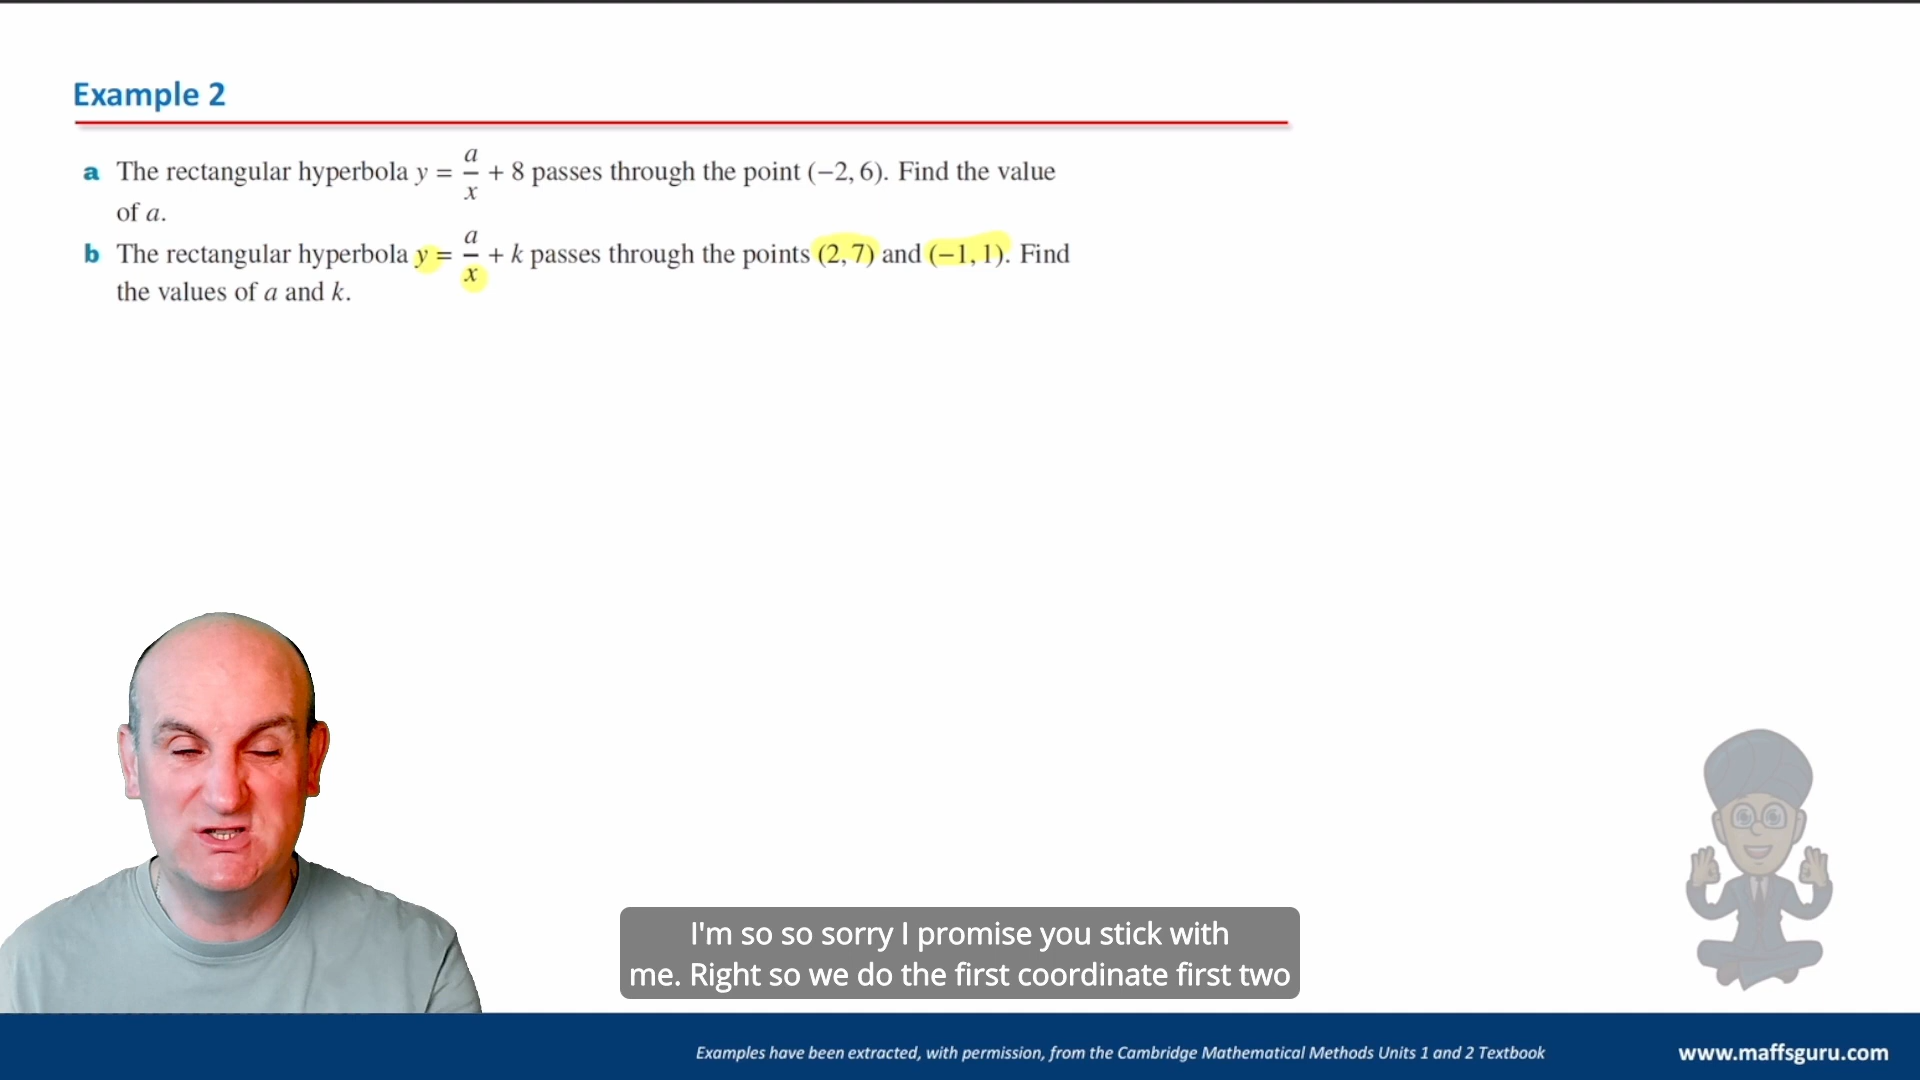 Example 2
a The rectangular hyperbola y = a/x + 8 passes through the point (−2, 6). Find the value
of a.
b The rectangular hyperbola y = a/x + k passes through the points (2, 7) and (−1, 1). Find
the values of a and k.
I'm so so sorry I promise you stick with
me. Right so we do the first coordinate first two
Examples have been extracted, with permission, from the Cambridge Mathematical Methods Units 1 and 2 Textbook
www.maffsguru.com